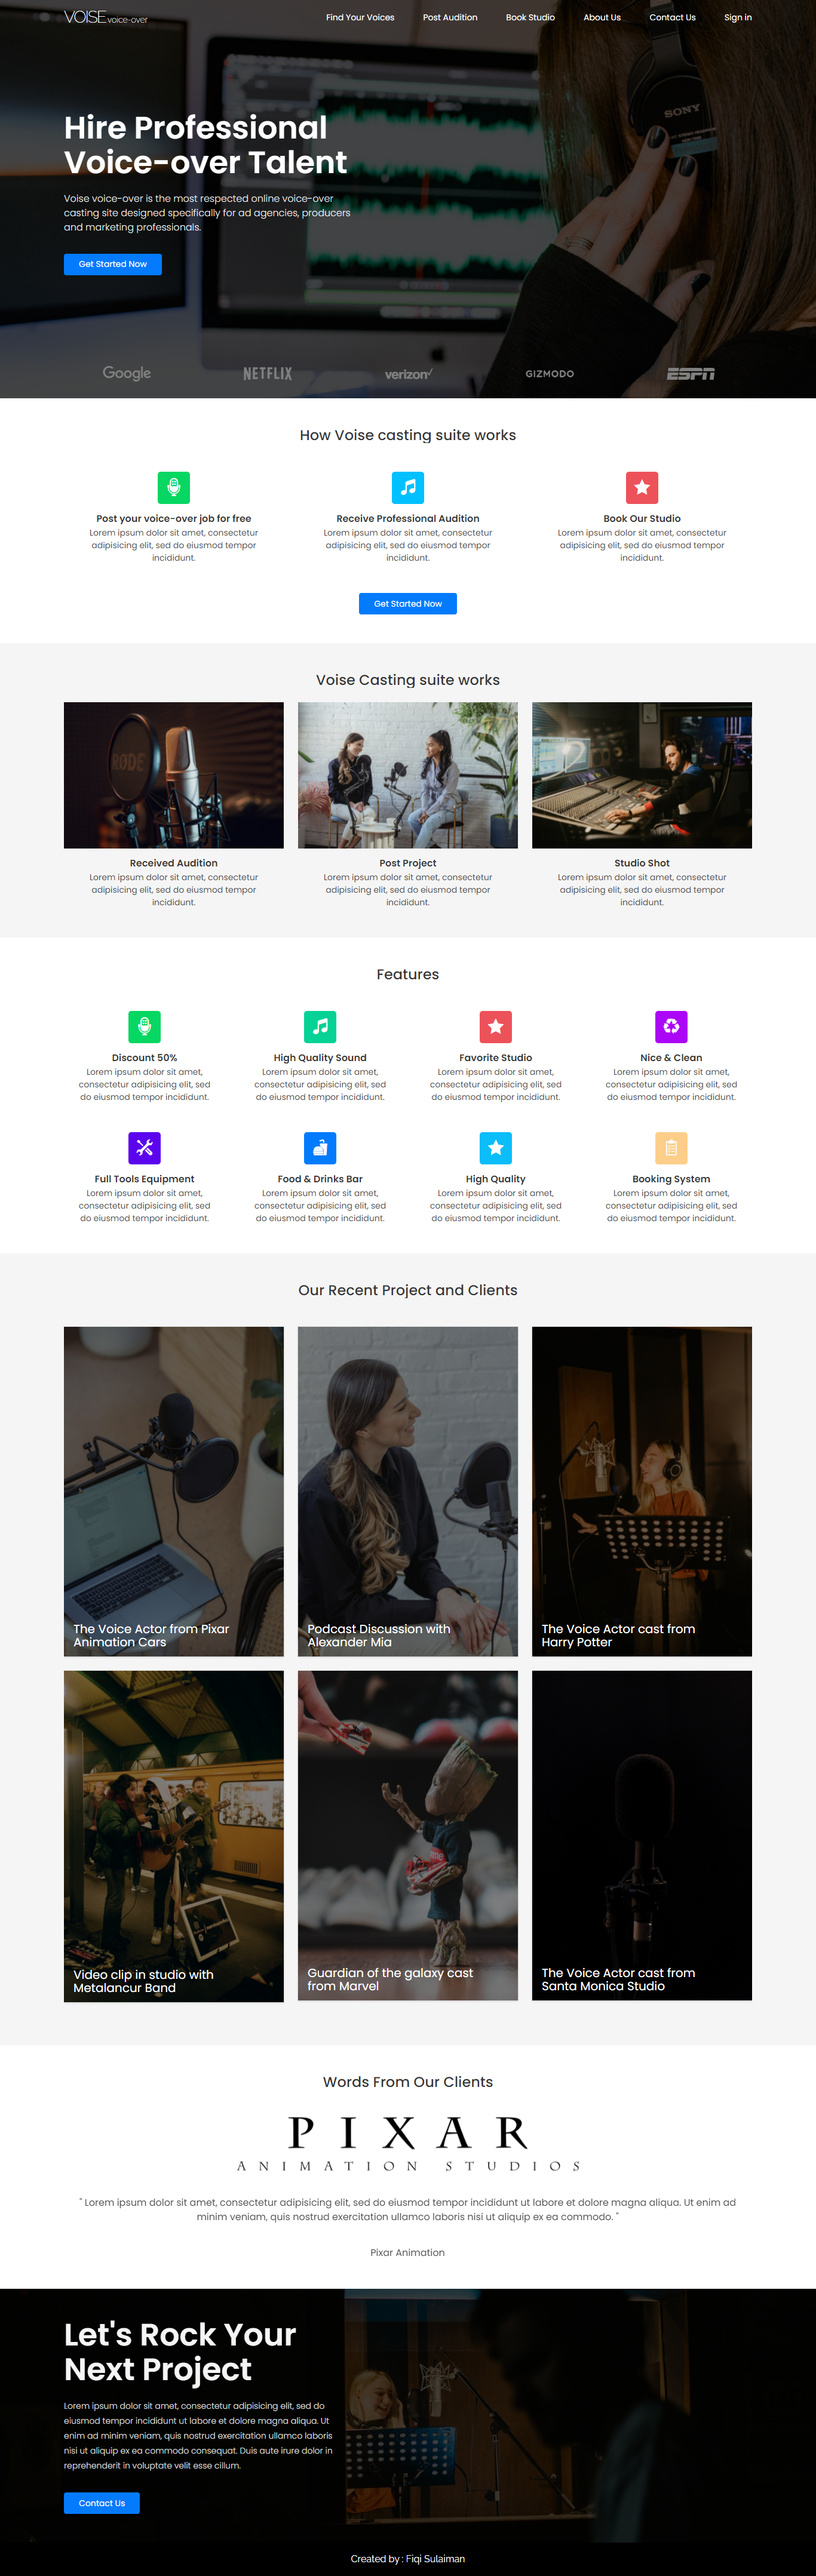 VOISE voice-over
Find Your Voices
Post Audition
Book Studio
About Us
Contact Us
Sign in
SONY
Hire Professional
Voice-over Talent
Voise voice-over is the most respected online voice-over
casting site designed specifically for ad agencies, producers
and marketing professionals.
Get Started Now
Google
NETFLIX
verizon
GIZMODO
ESPN
How Voise casting suite works
Post your voice-over job for free
Lorem ipsum dolor sit amet, consectetur
adipisicing elit, sed do eiusmod tempor
incididunt.
Receive Professional Audition
Lorem ipsum dolor sit amet, consectetur
adipisicing elit, sed do eiusmod tempor
incididunt.
Book Our Studio
Lorem ipsum dolor sit amet, consectetur
adipisicing elit, sed do eiusmod tempor
incididunt.
Get Started Now
Voise Casting suite works
RØDE
Received Audition
Lorem ipsum dolor sit amet, consectetur
adipisicing elit, sed do eiusmod tempor
incididunt.
Post Project
Lorem ipsum dolor sit amet, consectetur
adipisicing elit, sed do eiusmod tempor
incididunt.
Studio Shot
Lorem ipsum dolor sit amet, consectetur
adipisicing elit, sed do eiusmod tempor
incididunt.
Features
Discount 50%
Lorem ipsum dolor sit amet,
consectetur adipisicing elit, sed
do eiusmod tempor incididunt.
High Quality Sound
Lorem ipsum dolor sit amet,
consectetur adipisicing elit, sed
do eiusmod tempor incididunt.
Favorite Studio
Lorem ipsum dolor sit amet,
consectetur adipisicing elit, sed
do eiusmod tempor incididunt.
Nice & Clean
Lorem ipsum dolor sit amet,
consectetur adipisicing elit, sed
do eiusmod tempor incididunt.
Full Tools Equipment
Lorem ipsum dolor sit amet,
consectetur adipisicing elit, sed
do eiusmod tempor incididunt.
Food & Drinks Bar
Lorem ipsum dolor sit amet,
consectetur adipisicing elit, sed
do eiusmod tempor incididunt.
High Quality
Lorem ipsum dolor sit amet,
consectetur adipisicing elit, sed
do eiusmod tempor incididunt.
Booking System
Lorem ipsum dolor sit amet,
consectetur adipisicing elit, sed
do eiusmod tempor incididunt.
Our Recent Project and Clients
The Voice Actor from Pixar
Animation Cars
Podcast Discussion with
Alexander Mia
The Voice Actor cast from
Harry Potter
Video clip in studio with
Metalancur Band
Guardian of the galaxy cast
from Marvel
The Voice Actor cast from
Santa Monica Studio
Words From Our Clients
PIXAR
ANIMATION STUDIOS
" Lorem ipsum dolor sit amet, consectetur adipisicing elit, sed do eiusmod tempor incididunt ut labore et dolore magna aliqua. Ut enim ad
minim veniam, quis nostrud exercitation ullamco laboris nisi ut aliquip ex ea commodo. "
Pixar Animation
Let's Rock Your
Next Project
Lorem ipsum dolor sit amet, consectetur adipisicing elit, sed do
eiusmod tempor incididunt ut labore et dolore magna aliqua. Ut
enim ad minim veniam, quis nostrud exercitation ullamco laboris
nisi ut aliquip ex ea commodo consequat. Duis aute irure dolor in
reprehenderit in voluptate velit esse cillum.
Contact Us
Created by : Fiqi Sulaiman